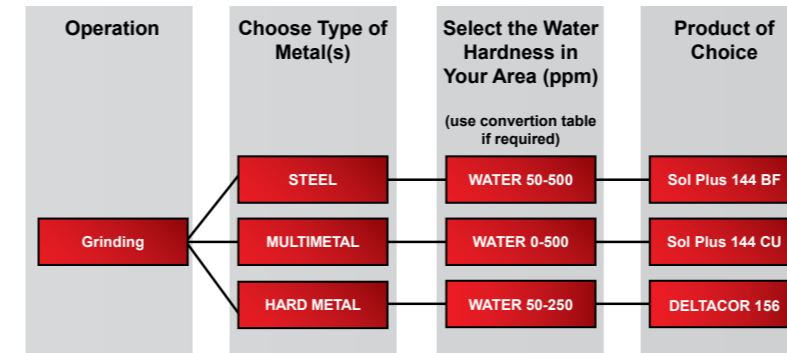 Operation
Choose Type of
Metal(s)
Select the Water
Hardness in
Your Area (ppm)
(use convertion table
if required)
Product of
Choice
STEEL
WATER 50-500
Sol Plus 144 BF
Grinding
MULTIMETAL
WATER 0-500
Sol Plus 144 CU
HARD METAL
WATER 50-250
DELTACOR 156